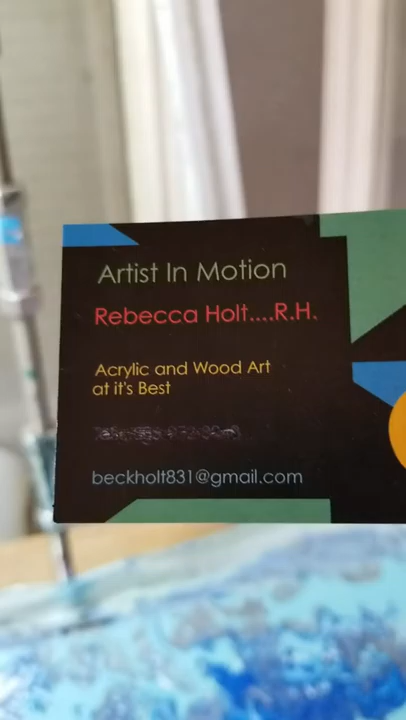 Artist In Motion
Rebecca Holt....R.H.
Acrylic and Wood Art
at it's Best
beckholt831@gmail.com